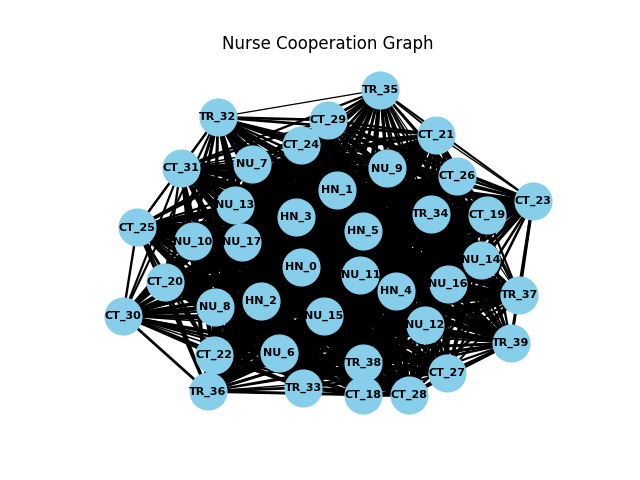 Nurse Cooperation Graph
TR_35
TR_32
CT_29
CT_21
CT_24
NU_7
CT_31
NU_9
CT_26
HN_1
CT_23
NU_13
TR_34
CT_19
HN_3
CT_25
HN_5
NU_10
NU_17
NU_14
HN_0
NU_11
CT_20
NU_16
HN_4
TR_37
HN_2
NU_8
CT_30
NU_15
NU_12
TR_39
NU_6
CT_22
TR_38
CT_27
TR_33
TR_36
CT_18
CT_28